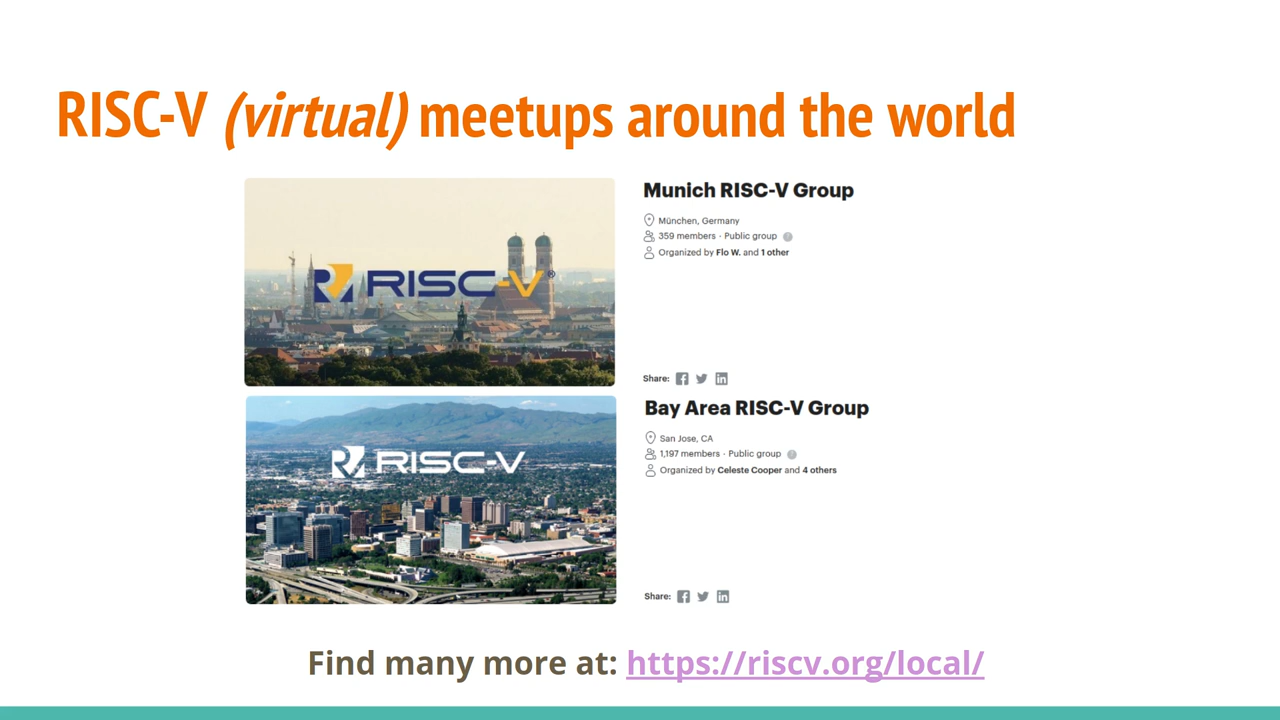 RISC-V (virtual) meetups around the world
RISC-V®
Munich RISC-V Group
München, Germany
359 members · Public group
Organized by Flo W. and 1 other
Share:
RISC-V
Bay Area RISC-V Group
San Jose, CA
1,197 members · Public group
Organized by Celeste Cooper and 4 others
Share:
Find many more at: https://riscv.org/local/